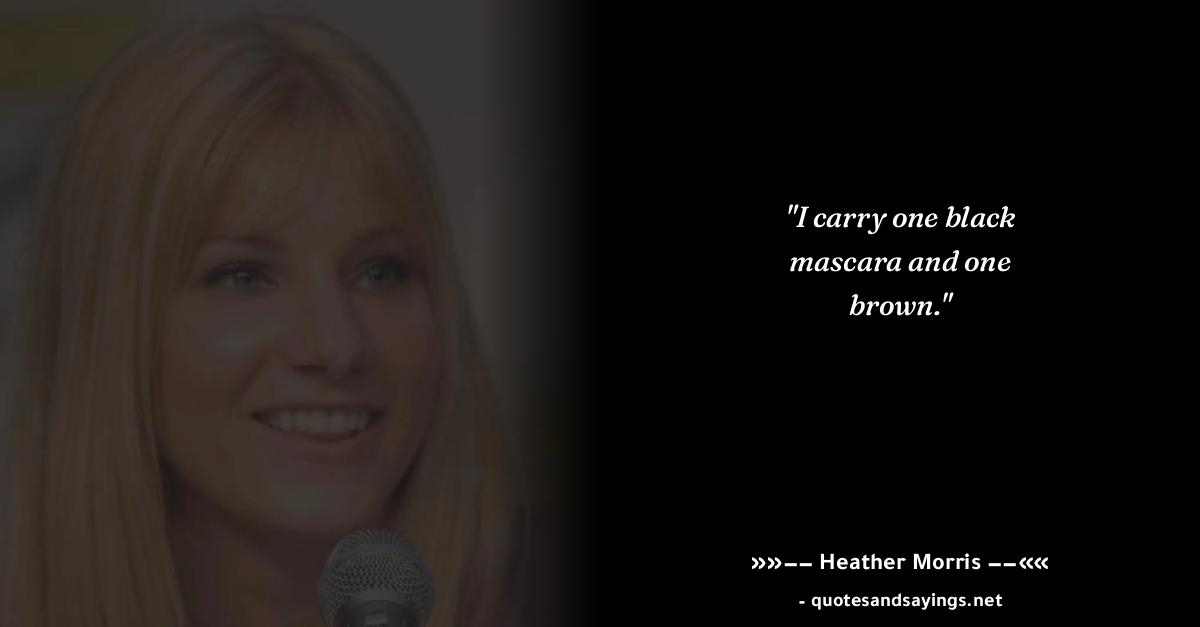 "I carry one black
mascara and one
brown."
»»—— Heather Morris ——««
- quotesandsayings.net